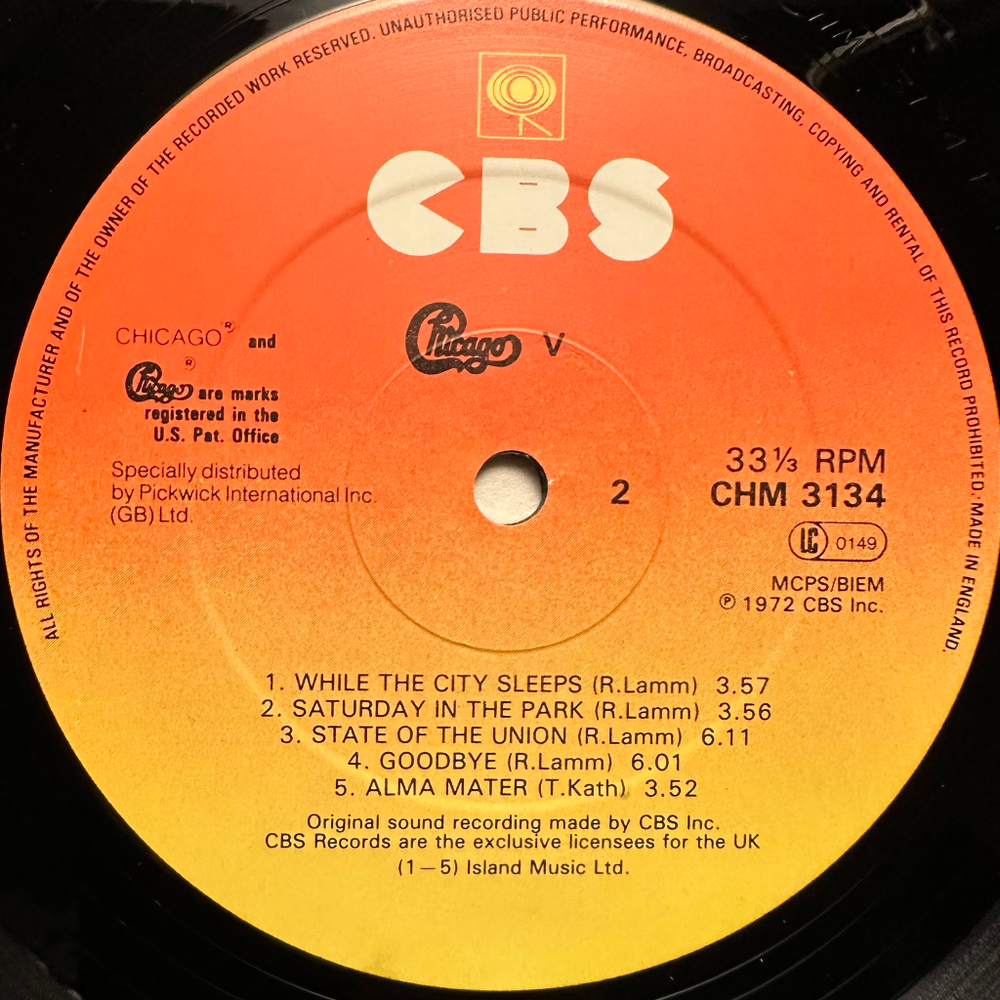 ALL RIGHTS OF THE MANUFACTURER AND OF THE OWNER OF THE RECORDED WORK RESERVED. UNAUTHORISED PUBLIC PERFORMANCE, BROADCASTING, COPYING AND RENTAL OF THIS RECORD PROHIBITED. MADE IN ENGLAND.
CBS
Chicago V
CHICAGO® and
Chicago® are marks
registered in the
U.S. Pat. Office
Specially distributed
by Pickwick International Inc.
(GB) Ltd.
2
33⅓ RPM
CHM 3134
LC 0149
MCPS/BIEM
℗ 1972 CBS Inc.
1. WHILE THE CITY SLEEPS (R.Lamm) 3.57
2. SATURDAY IN THE PARK (R.Lamm) 3.56
3. STATE OF THE UNION (R.Lamm) 6.11
4. GOODBYE (R.Lamm) 6.01
5. ALMA MATER (T.Kath) 3.52
Original sound recording made by CBS Inc.
CBS Records are the exclusive licensees for the UK
(1—5) Island Music Ltd.